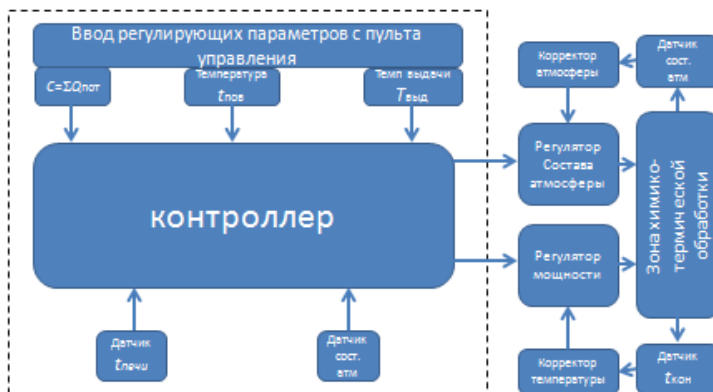 Ввод регулирующих параметров с пульта
управления
C=ΣQпот
Температура
tпов
Темп выдачи
Tвыд
контроллер
Датчик
tпечи
Датчик
сост.
атм
Корректор
атмосферы
Датчик
сост.
атм
Регулятор
Состава
атмосферы
Регулятор
мощности
Зона химико-
термической
обработки
Корректор
температуры
Датчик
tкон